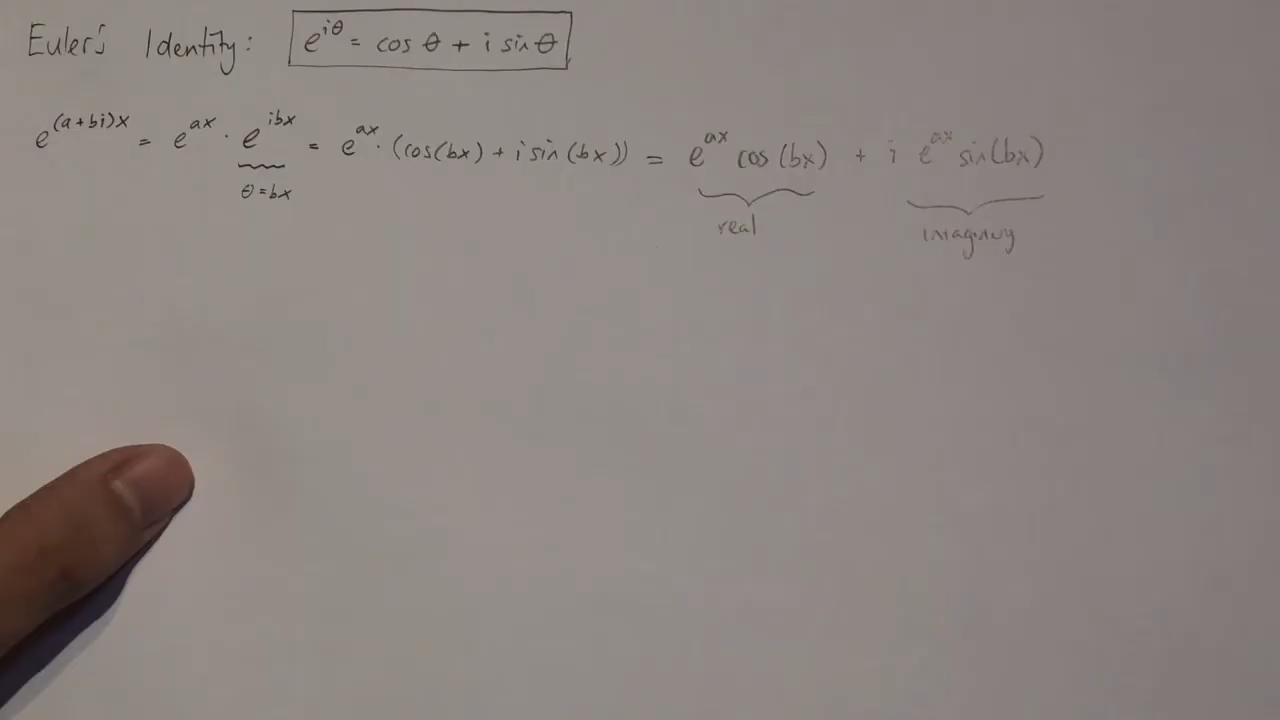 Euler's Identity: e^{iθ} = cos θ + i sin θ
e^{(a+bi)x} = e^{ax} · e^{ibx} = e^{ax} · (cos(bx) + i sin(bx)) = e^{ax} cos(bx) + i e^{ax} sin(bx)
θ = bx real imaginary